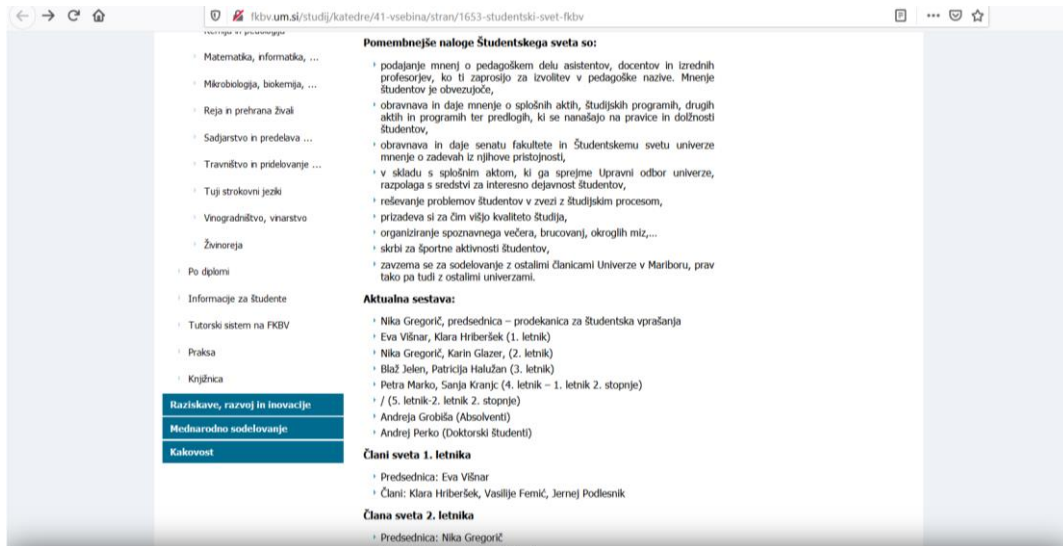 fkbv.um.si/studij/katedre/41-vsebina/stran/1653-studentski-svet-fkbv
Matematika, informatika, ...
Mikrobiologija, biokemija, ...
Reja in prehrana živali
Sadjarstvo in predelava ...
Travništvo in pridelovanje ...
Tuji strokovni jeziki
Vinogradništvo, vinarstvo
Živinoreja
Po diplomi
Informacije za študente
Tutorski sistem na FKBV
Praksa
Knjižnica
Raziskave, razvoj in inovacije
Mednarodno sodelovanje
Kakovost
Pomembnejše naloge Študentskega sveta so:
podajanje mnenj o pedagoškem delu asistentov, docentov in izrednih
profesorjev, ko ti zaprosijo za izvolitev v pedagoške nazive. Mnenje
študentov je obvezujoče,
obravnava in daje mnenje o splošnih aktih, študijskih programih, drugih
aktih in programih ter predlogih, ki se nanašajo na pravice in dolžnosti
študentov,
obravnava in daje senatu fakultete in Študentskemu svetu univerze
mnenje o zadevah iz njihove pristojnosti,
v skladu s splošnim aktom, ki ga sprejme Upravni odbor univerze,
razpolaga s sredstvi za interesno dejavnost študentov,
reševanje problemov študentov v zvezi z študijskim procesom,
prizadeva si za čim višjo kvaliteto študija,
organiziranje spoznavnega večera, brucovanj, okroglih miz,...
skrbi za športne aktivnosti študentov,
zavzema se za sodelovanje z ostalimi članicami Univerze v Mariboru, prav
tako pa tudi z ostalimi univerzami.
Aktualna sestava:
Nika Gregorič, predsednica – prodekanica za študentska vprašanja
Eva Višnar, Klara Hriberšek (1. letnik)
Nika Gregorič, Karin Glazer, (2. letnik)
Blaž Jelen, Patricija Halužan (3. letnik)
Petra Marko, Sanja Kranjc (4. letnik – 1. letnik 2. stopnje)
/ (5. letnik-2. letnik 2. stopnje)
Andreja Grobiša (Absolventi)
Andrej Perko (Doktorski študenti)
Člani sveta 1. letnika
Predsednica: Eva Višnar
Člani: Klara Hriberšek, Vasilije Femić, Jernej Podlesnik
Člana sveta 2. letnika
Predsednica: Nika Gregorič